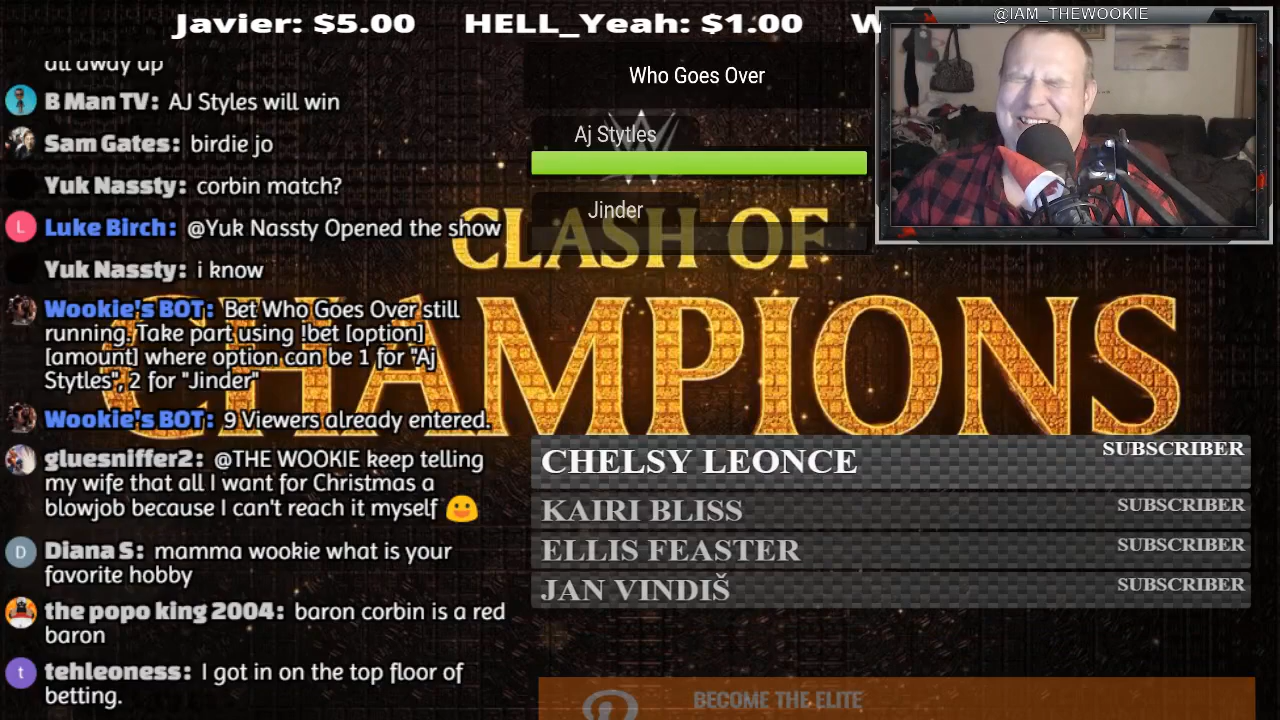 Javier: $5.00 HELL_Yeah: $1.00 W
@IAM_THEWOOKIE
all away up
B Man TV: AJ Styles will win
Sam Gates: birdie jo
Yuk Nassty: corbin match?
Luke Birch: @Yuk Nassty Opened the show
Yuk Nassty: i know
Wookie's BOT: Bet Who Goes Over still
running. Take part using !bet [option]
[amount] where option can be 1 for "Aj
Stytles", 2 for "Jinder"
Wookie's BOT: 9 Viewers already entered.
gluesniffer2: @THE WOOKIE keep telling
my wife that all I want for Christmas a
blowjob because I can't reach it myself 😃
Diana S: mamma wookie what is your
favorite hobby
the popo king 2004: baron corbin is a red
baron
tehleoness: I got in on the top floor of
betting.
Who Goes Over
Aj Stytles
Jinder
CLASH OF
CHAMPIONS
CHELSY LEONCE SUBSCRIBER
KAIRI BLISS SUBSCRIBER
ELLIS FEASTER SUBSCRIBER
JAN VINDIŠ SUBSCRIBER
BECOME THE ELITE